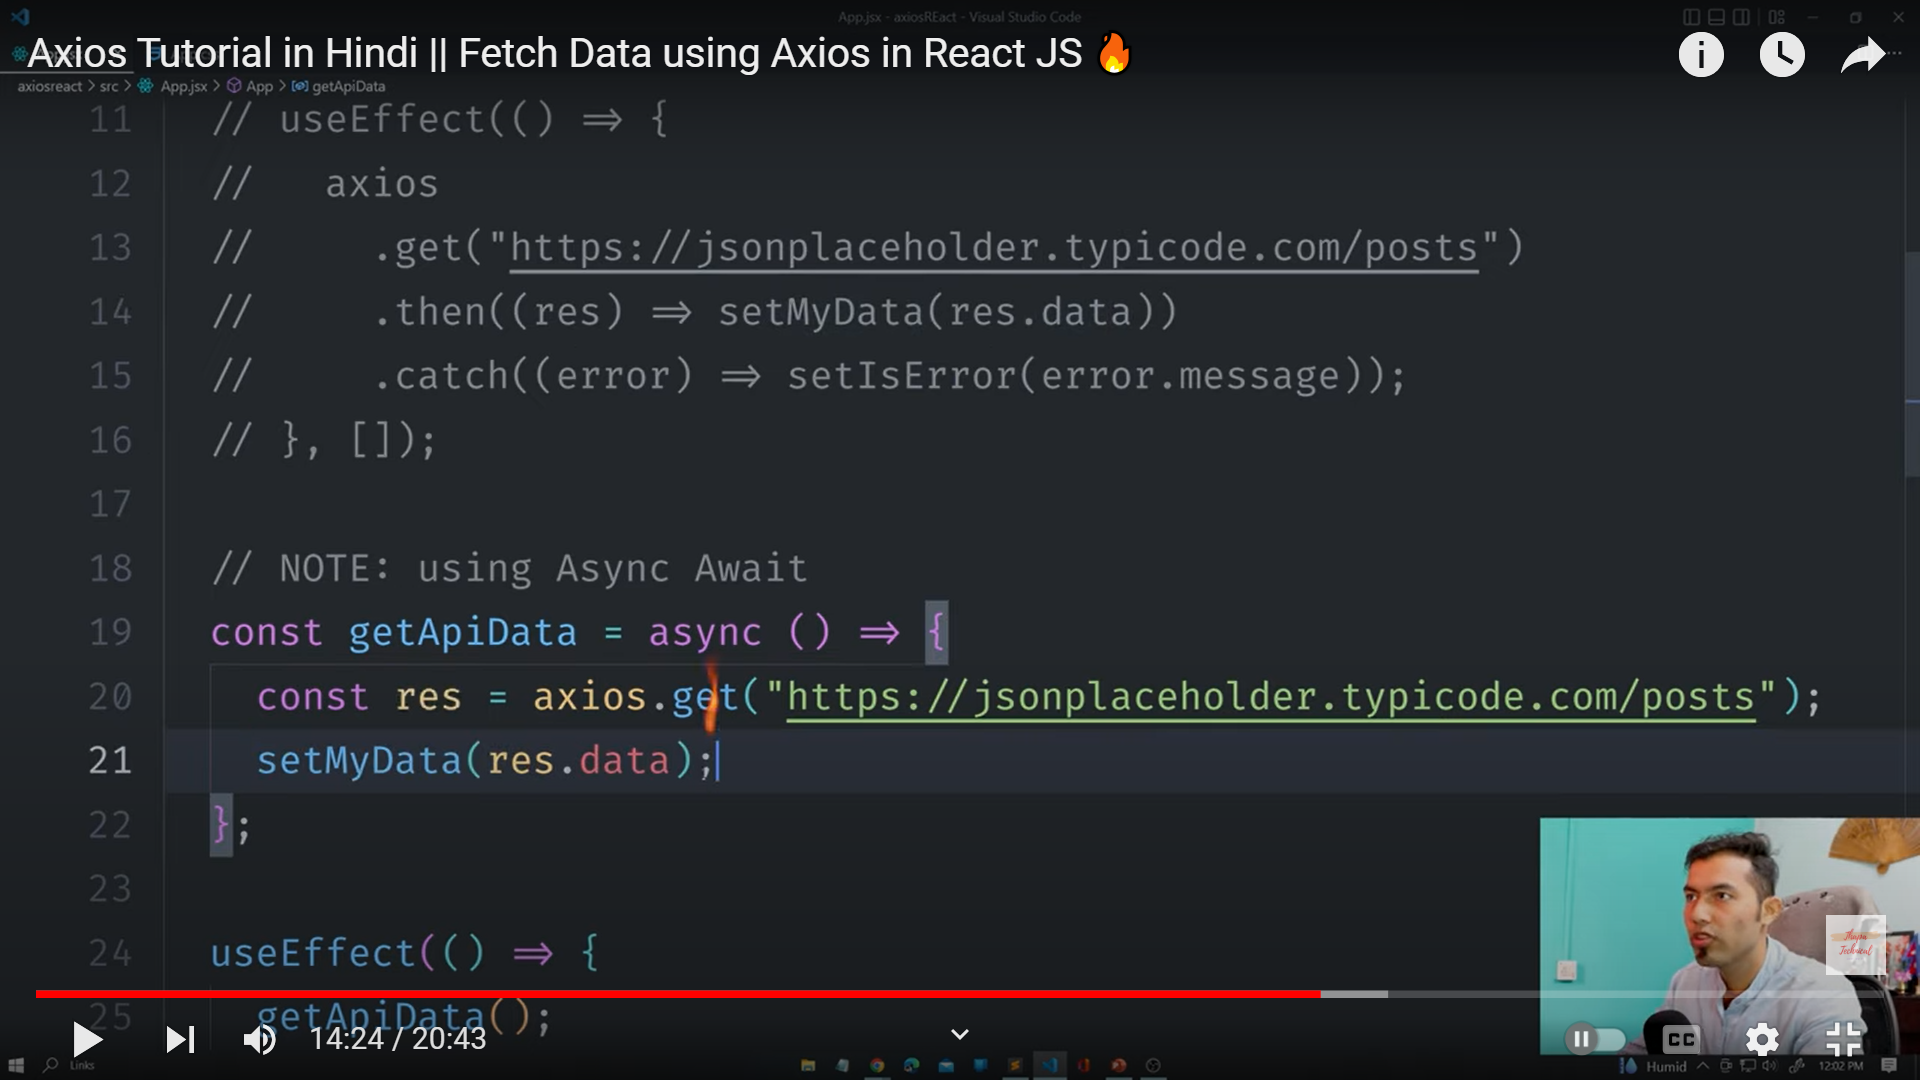 App.jsx - axiosREact - Visual Studio Code
Axios Tutorial in Hindi || Fetch Data using Axios in React JS 🔥
axiosreact > src > App.jsx > App > getApiData
11 // useEffect(() => {
12 // axios
13 // .get("https://jsonplaceholder.typicode.com/posts")
14 // .then((res) => setMyData(res.data))
15 // .catch((error) => setIsError(error.message));
16 // }, []);
17
18 // NOTE: using Async Await
19 const getApiData = async () => {
20 const res = axios.get("https://jsonplaceholder.typicode.com/posts");
21 setMyData(res.data);
22 };
23
24 useEffect(() => {
25 getApiData();
Thapa
Technical
14:24 / 20:43
CC
Links
Humid
12:02 PM